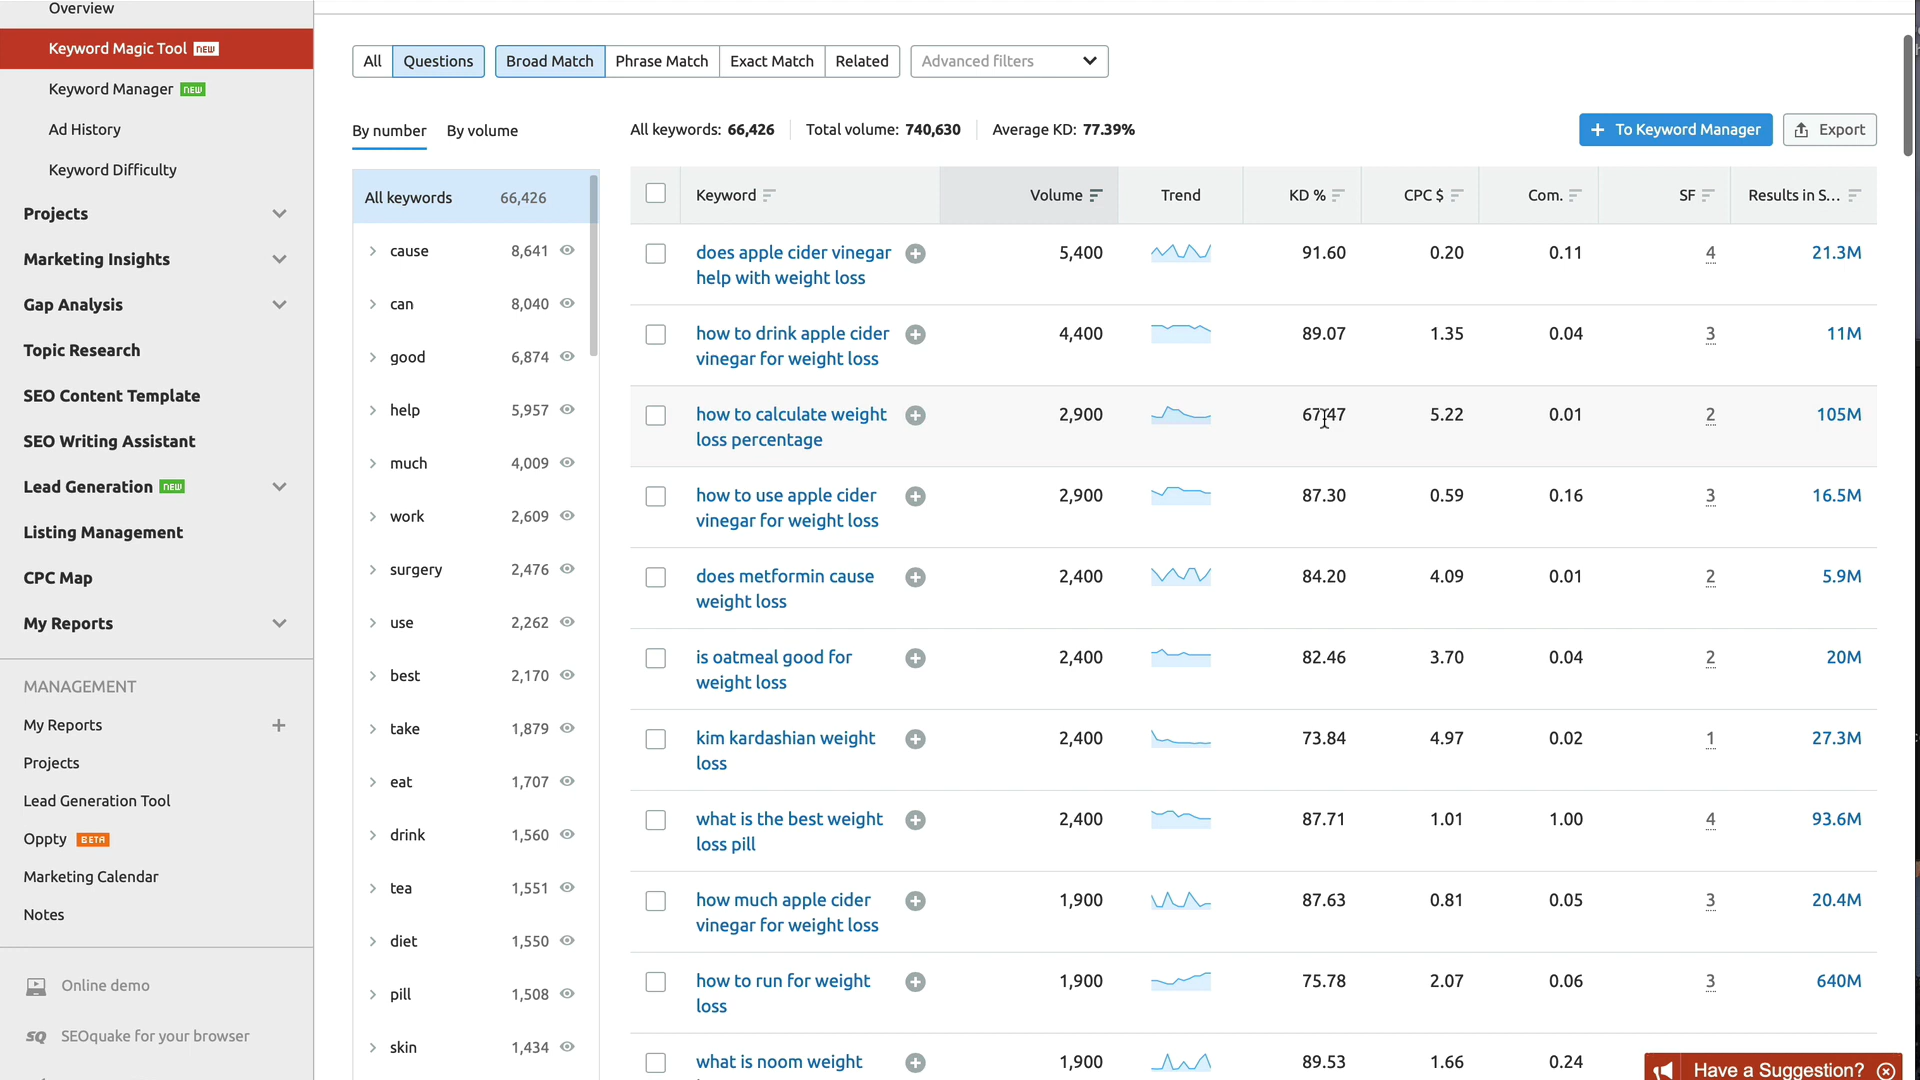 Overview
Keyword Magic Tool NEW
Keyword Manager NEW
Ad History
Keyword Difficulty
Projects
Marketing Insights
Gap Analysis
Topic Research
SEO Content Template
SEO Writing Assistant
Lead Generation NEW
Listing Management
CPC Map
My Reports
MANAGEMENT
My Reports +
Projects
Lead Generation Tool
Oppty BETA
Marketing Calendar
Notes
Online demo
SQ SEOquake for your browser
All Questions Broad Match Phrase Match Exact Match Related Advanced filters
By number By volume
All keywords 66,426
cause 8,641
can 8,040
good 6,874
help 5,957
much 4,009
work 2,609
surgery 2,476
use 2,262
best 2,170
take 1,879
eat 1,707
drink 1,560
tea 1,551
diet 1,550
pill 1,508
skin 1,434
All keywords: 66,426 Total volume: 740,630 Average KD: 77.39%
+ To Keyword Manager Export
Keyword Volume Trend KD % CPC $ Com. SF Results in S...
does apple cider vinegar 5,400 91.60 0.20 0.11 4 21.3M
help with weight loss
how to drink apple cider 4,400 89.07 1.35 0.04 3 11M
vinegar for weight loss
how to calculate weight 2,900 67.47 5.22 0.01 2 105M
loss percentage
how to use apple cider 2,900 87.30 0.59 0.16 3 16.5M
vinegar for weight loss
does metformin cause 2,400 84.20 4.09 0.01 2 5.9M
weight loss
is oatmeal good for 2,400 82.46 3.70 0.04 2 20M
weight loss
kim kardashian weight 2,400 73.84 4.97 0.02 1 27.3M
loss
what is the best weight 2,400 87.71 1.01 1.00 4 93.6M
loss pill
how much apple cider 1,900 87.63 0.81 0.05 3 20.4M
vinegar for weight loss
how to run for weight 1,900 75.78 2.07 0.06 3 640M
loss
what is noom weight 1,900 89.53 1.66 0.24
Have a Suggestion?